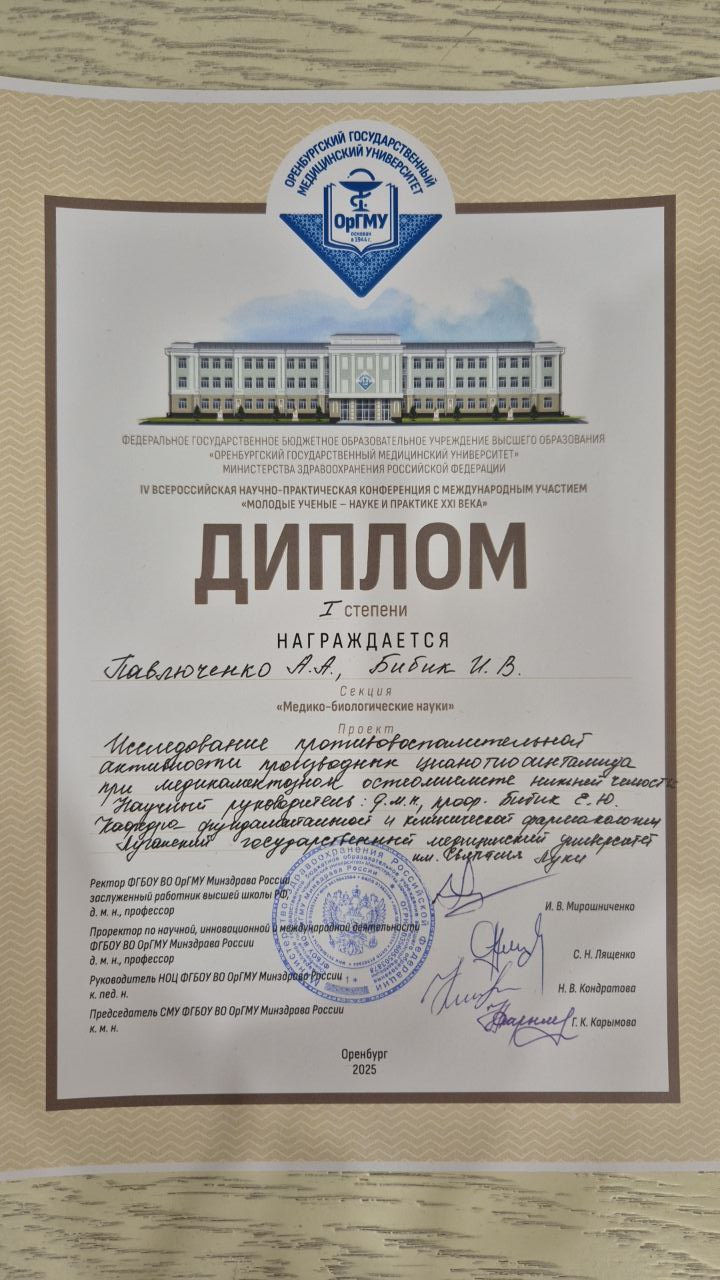 ОРЕНБУРГСКИЙ ГОСУДАРСТВЕННЫЙ
МЕДИЦИНСКИЙ УНИВЕРСИТЕТ
ОрГМУ
основан
в 1944 г.
ФЕДЕРАЛЬНОЕ ГОСУДАРСТВЕННОЕ БЮДЖЕТНОЕ ОБРАЗОВАТЕЛЬНОЕ УЧРЕЖДЕНИЕ ВЫСШЕГО ОБРАЗОВАНИЯ
«ОРЕНБУРГСКИЙ ГОСУДАРСТВЕННЫЙ МЕДИЦИНСКИЙ УНИВЕРСИТЕТ»
МИНИСТЕРСТВА ЗДРАВООХРАНЕНИЯ РОССИЙСКОЙ ФЕДЕРАЦИИ
IV ВСЕРОССИЙСКАЯ НАУЧНО-ПРАКТИЧЕСКАЯ КОНФЕРЕНЦИЯ С МЕЖДУНАРОДНЫМ УЧАСТИЕМ
«МОЛОДЫЕ УЧЕНЫЕ – НАУКЕ И ПРАКТИКЕ XXI ВЕКА»
ДИПЛОМ
I степени
НАГРАЖДАЕТСЯ
Павлюченко А.А., Бибик И.В.
Секция
«Медико-биологические науки»
Проект
Исследование противовоспалительной
активности производных цианотиоацетамида
при медикаментозном остеомиелите нижней челюсти
Научный руководитель: д.м.н., проф. Бибик Е.Ю.
Кафедра фундаментальной и клинической фармакологии
Луганский государственный медицинский университет
им. Святителя Луки
Ректор ФГБОУ ВО ОрГМУ Минздрава России,
заслуженный работник высшей школы РФ,
д. м. н., профессор
И. В. Мирошниченко
Проректор по научной, инновационной и международной деятельности
ФГБОУ ВО ОрГМУ Минздрава России
д. м. н., профессор
С. Н. Лященко
Руководитель НОЦ ФГБОУ ВО ОрГМУ Минздрава России
к. пед. н.
Н. В. Кондратова
Председатель СМУ ФГБОУ ВО ОрГМУ Минздрава России
к. м. н.
Г. К. Карымова
Оренбург
2025